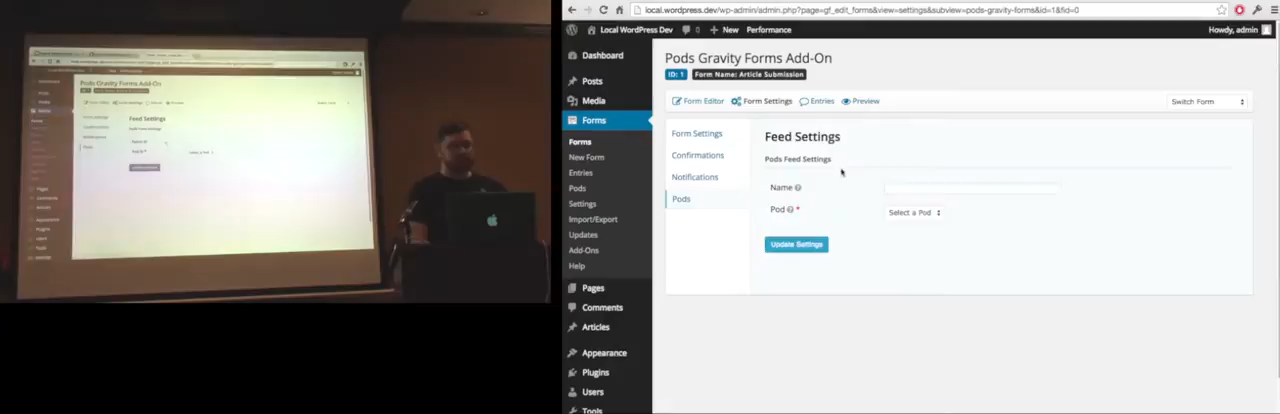 Pods Gravity Forms Add-On
Feed Settings
local.wordpress.dev/wp-admin/admin.php?page=gf_edit_forms&view=settings&subview=pods-gravity-forms&id=1&fid=0
Local WordPress Dev 0 New Performance Howdy, admin
Dashboard
Posts
Media
Forms
Forms
New Form
Entries
Pods
Settings
Import/Export
Updates
Add-Ons
Help
Pages
Comments
Articles
Appearance
Plugins
Users
Tools
Pods Gravity Forms Add-On
ID: 1 Form Name: Article Submission
Form Editor Form Settings Entries Preview Switch Form
Form Settings
Confirmations
Notifications
Pods
Feed Settings
Pods Feed Settings
Name
Pod *
Select a Pod
Update Settings